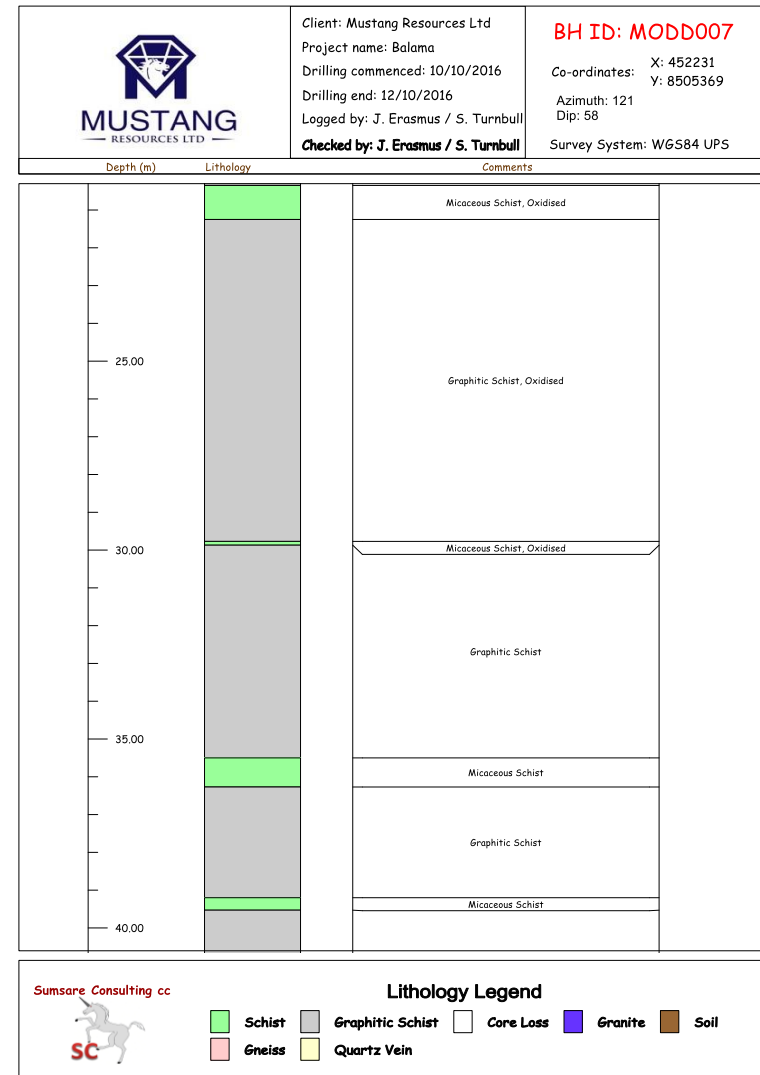 MUSTANG
RESOURCES LTD
Client: Mustang Resources Ltd
Project name: Balama
Drilling commenced: 10/10/2016
Drilling end: 12/10/2016
Logged by: J. Erasmus / S. Turnbull
Checked by: J. Erasmus / S. Turnbull
BH ID: MODD007
Co-ordinates:
X: 452231
Y: 8505369
Azimuth: 121
Dip: 58
Survey System: WGS84 UPS
Depth (m) Lithology Comments
Micaceous Schist, Oxidised
25.00
Graphitic Schist, Oxidised
30.00
Micaceous Schist, Oxidised
Graphitic Schist
35.00
Micaceous Schist
Graphitic Schist
Micaceous Schist
40.00
Sumsare Consulting cc
SC
Lithology Legend
Schist Graphitic Schist Core Loss Granite Soil
Gneiss Quartz Vein